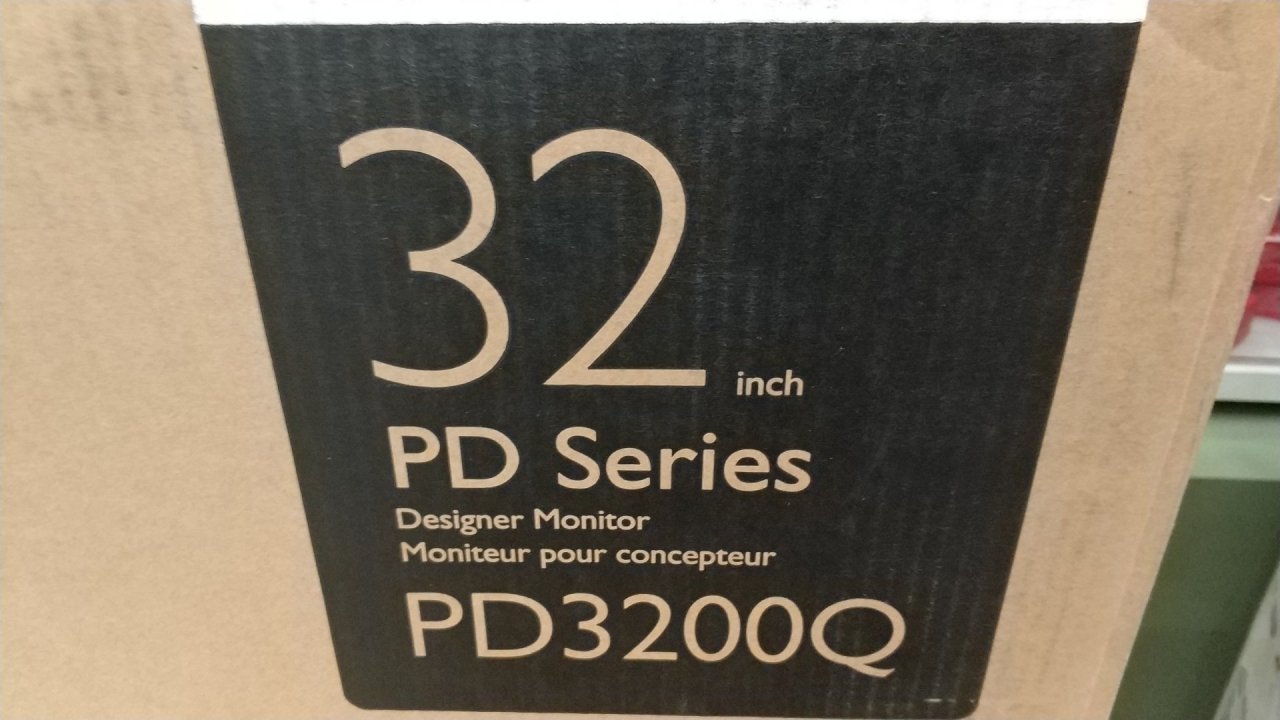 32 inch
PD Series
Designer Monitor
Moniteur pour concepteur
PD3200Q